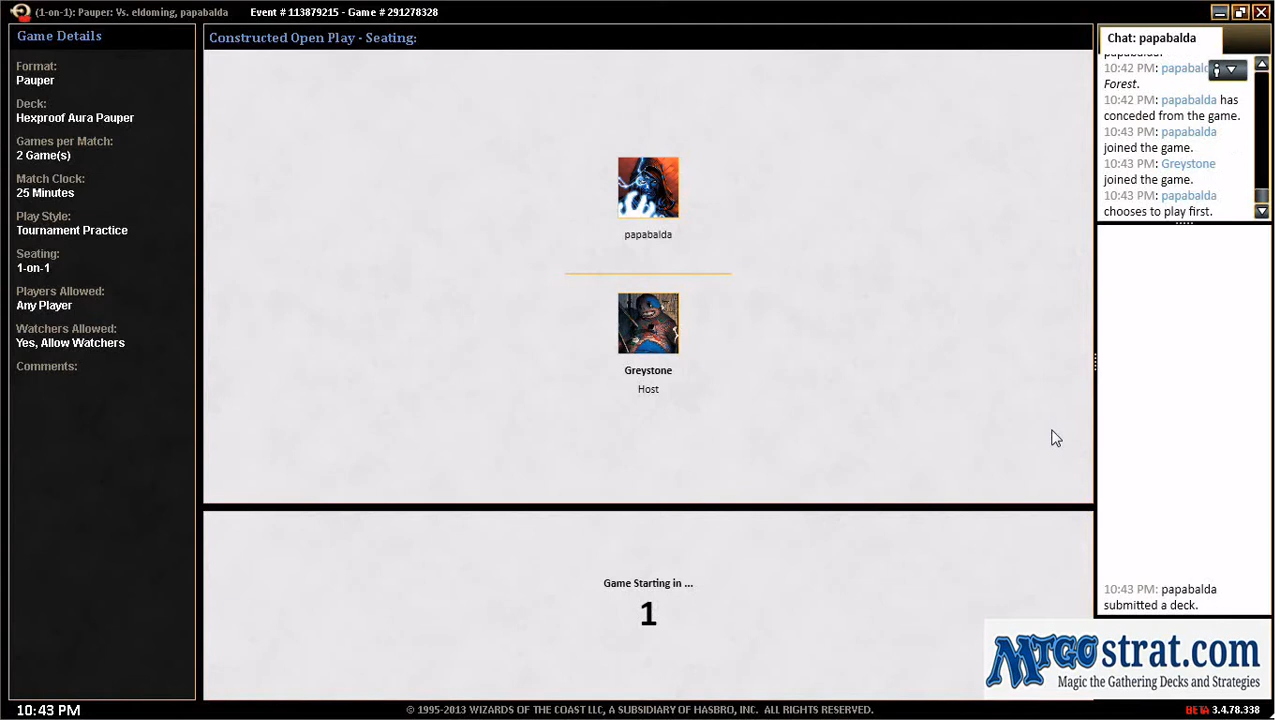 (1-on-1): Pauper: Vs. eldoming, papabalda
Event # 113879215 - Game # 291278328
Game Details
Format:
Pauper
Deck:
Hexproof Aura Pauper
Games per Match:
2 Game(s)
Match Clock:
25 Minutes
Play Style:
Tournament Practice
Seating:
1-on-1
Players Allowed:
Any Player
Watchers Allowed:
Yes, Allow Watchers
Comments:
Constructed Open Play - Seating:
papabalda
Greystone
Host
Game Starting in ...
1
Chat: papabalda
10:42 PM: papabald
Forest.
10:42 PM: papabalda has
conceded from the game.
10:43 PM: papabalda
joined the game.
10:43 PM: Greystone
joined the game.
10:43 PM: papabalda
chooses to play first.
10:43 PM: papabalda
submitted a deck.
MTGOstrat.com
Magic the Gathering Decks and Strategies
10:43 PM
© 1995-2013 WIZARDS OF THE COAST LLC, A SUBSIDIARY OF HASBRO, INC. ALL RIGHTS RESERVED.
BETA 3.4.78.338